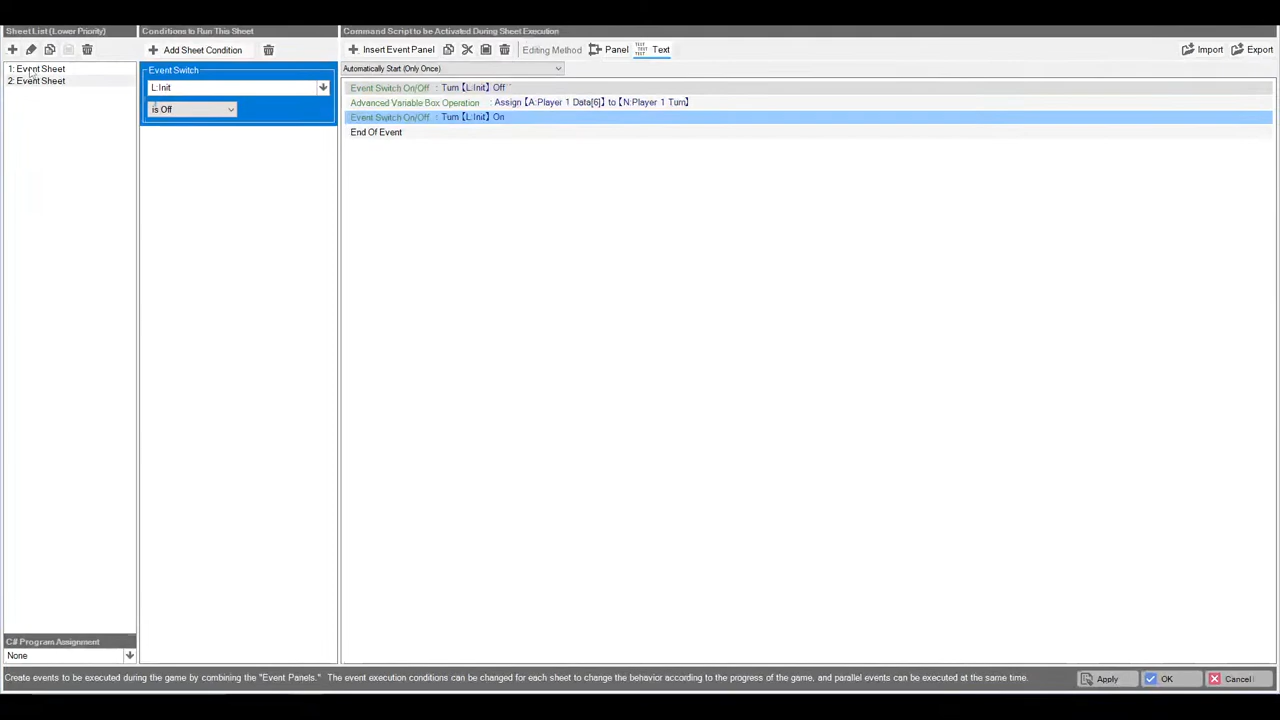 Sheet List (Lower Priority)
Conditions to Run This Sheet
Command Script to be Activated During Sheet Execution
Add Sheet Condition
Insert Event Panel
Editing Method
Panel
TEXT
TEXT
TEXT
Text
Import
Export
1: Event Sheet
2: Event Sheet
Event Switch
L:Init
is Off
Automatically Start (Only Once)
Event Switch On/Off : Turn【L:Init】Off
Advanced Variable Box Operation : Assign【A:Player 1 Data[6]】to【N:Player 1 Turn】
Event Switch On/Off : Turn【L:Init】On
End Of Event
C# Program Assignment
None
Create events to be executed during the game by combining the "Event Panels." The event execution conditions can be changed for each sheet to change the behavior according to the progress of the game, and parallel events can be executed at the same time.
Apply
OK
Cancel